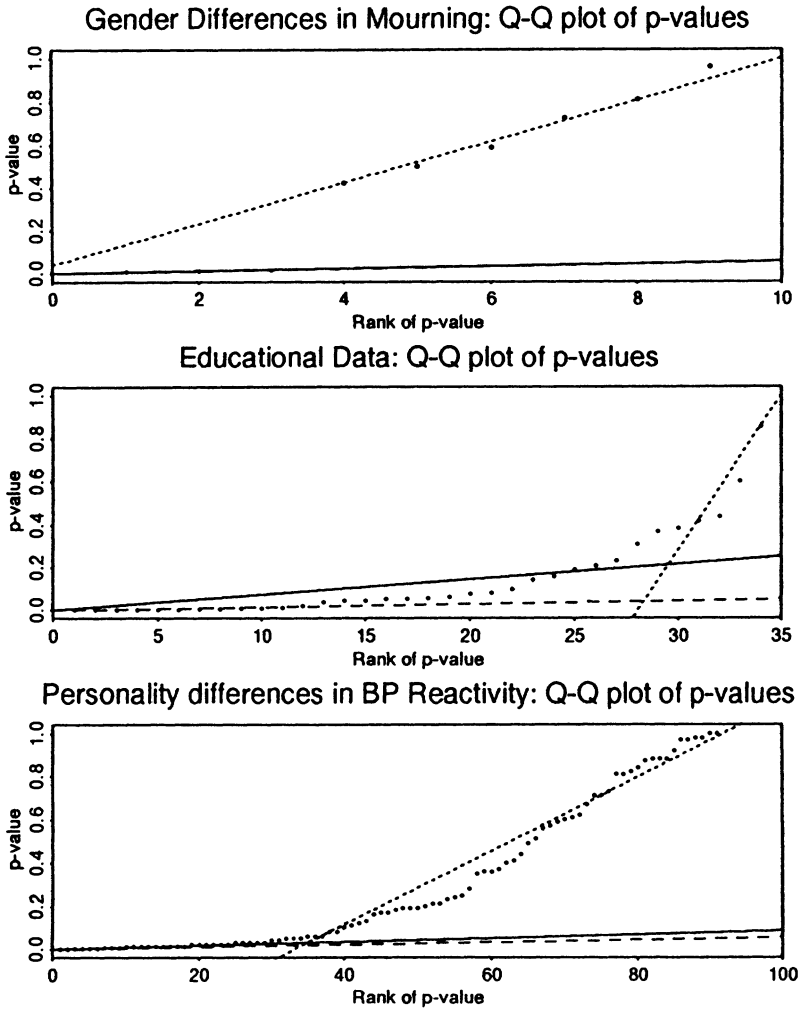 Gender Differences in Mourning: Q-Q plot of p-values
p-value
0.0 0.2 0.4 0.6 0.8 1.0
0 2 4 6 8 10
Rank of p-value
Educational Data: Q-Q plot of p-values
p-value
0.0 0.2 0.4 0.6 0.8 1.0
0 5 10 15 20 25 30 35
Rank of p-value
Personality differences in BP Reactivity: Q-Q plot of p-values
p-value
0.0 0.2 0.4 0.6 0.8 1.0
0 20 40 60 80 100
Rank of p-value